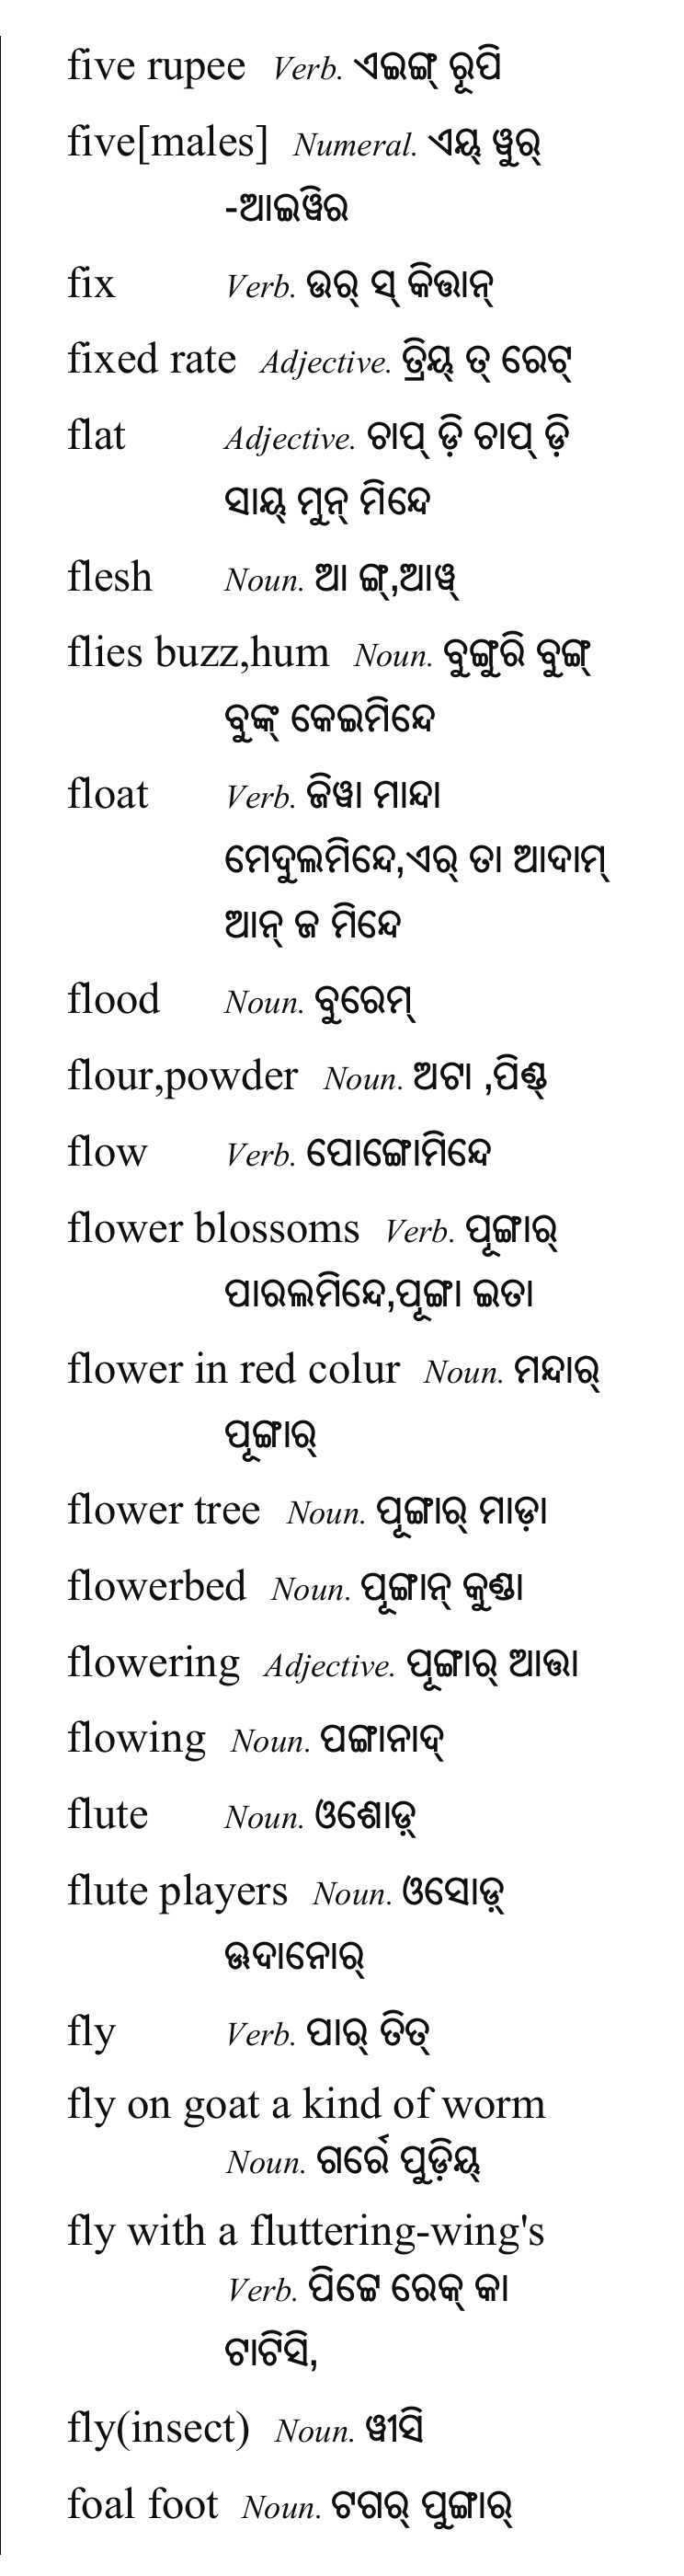 five rupee Verb. ଏଇଙ୍ଗ୍ ରୂପି
five[males] Numeral. ଏୟ୍ ୱୁର୍
-ଆଇୱିର
fix Verb. ଉର୍ ସ୍ କିତ୍ତାନ୍
fixed rate Adjective. ତ୍ରିୟ୍ ତ୍ ରେଟ୍
flat Adjective. ଚାପ୍ ଡ଼ି ଚାପ୍ ଡ଼ି
ସାୟ୍ ମୁନ୍ ମିନ୍ଦେ
flesh Noun. ଆ ଙ୍ଗ୍,ଆୱ୍
flies buzz,hum Noun. ବୁଙ୍ଗୁରି ବୁଙ୍ଗ୍
ବୁଙ୍କ୍ କେଇମିନ୍ଦେ
float Verb. ଜିୱା ମାନ୍ଦା
ମେଦୁଲମିନ୍ଦେ,ଏର୍ ତା ଆଦାମ୍
ଆନ୍ ଜ ମିନ୍ଦେ
flood Noun. ବୁରେମ୍
flour,powder Noun. ଅଟା ,ପିଣ୍ଡ୍
flow Verb. ପୋଙ୍ଗୋମିନ୍ଦେ
flower blossoms Verb. ପୂଙ୍ଗାର୍
ପାରଲମିନ୍ଦେ,ପୂଙ୍ଗା ଇତା
flower in red colur Noun. ମନ୍ଦାର୍
ପୂଙ୍ଗାର୍
flower tree Noun. ପୂଙ୍ଗାର୍ ମାଡ଼ା
flowerbed Noun. ପୂଙ୍ଗାନ୍ କୁଣ୍ଡା
flowering Adjective. ପୂଙ୍ଗାର୍ ଆତ୍ତା
flowing Noun. ପଙ୍ଗାନାଦ୍
flute Noun. ଓଶୋଡ଼୍
flute players Noun. ଓସୋଡ଼୍
ଊଦାନୋର୍
fly Verb. ପାର୍ ତିତ୍
fly on goat a kind of worm
Noun. ଗର୍ରେ ପୁଡ଼ିୟ୍
fly with a fluttering-wing's
Verb. ପିଟ୍ଟେ ରେକ୍ କା
ଟାଟିସି,
fly(insect) Noun. ୱୀସି
foal foot Noun. ଟଗର୍ ପୁଙ୍ଗାର୍